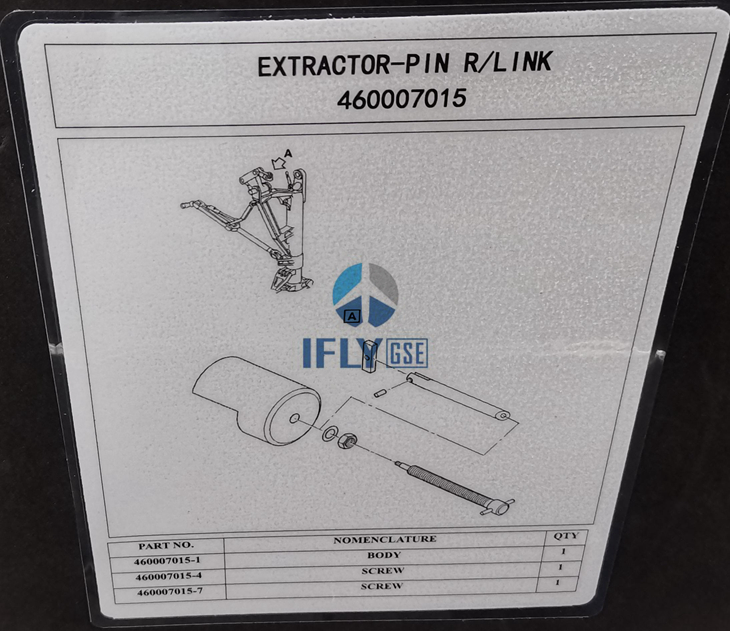 EXTRACTOR-PIN R/LINK
460007015
A
A
IFLY GSE
PART NO. NOMENCLATURE QTY
460007015-1 BODY 1
460007015-4 SCREW 1
460007015-7 SCREW 1